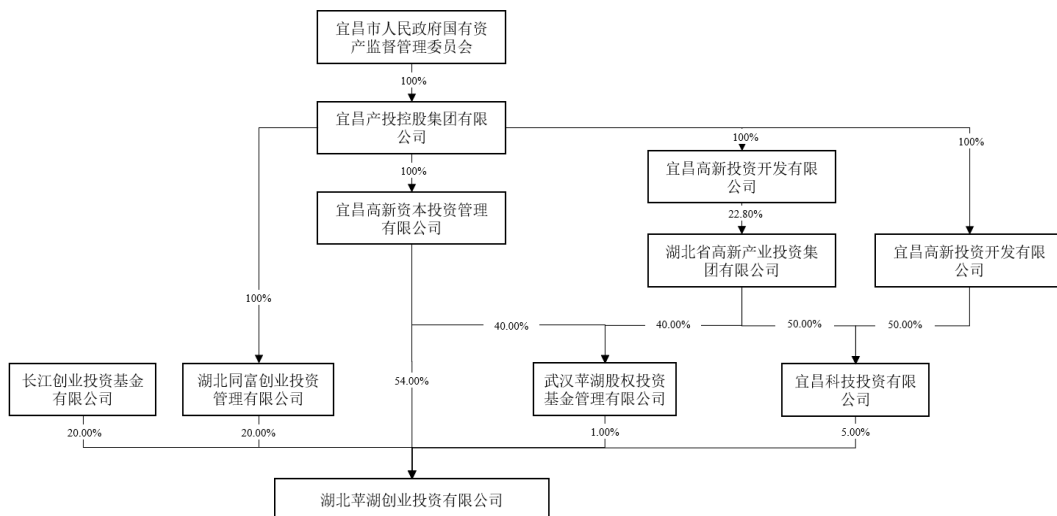 宜昌市人民政府国有资
产监督管理委员会
100%
宜昌产投控股集团有限
公司
100%
100%
100%
宜昌高新投资开发有限
公司
宜昌高新资本投资管理
有限公司
22.80%
湖北省高新产业投资集
团有限公司
宜昌高新投资开发有限
公司
100%
40.00%
40.00%
50.00%
50.00%
长江创业投资基金
有限公司
湖北同富创业投资
管理有限公司
54.00%
武汉苹湖股权投资
基金管理有限公司
宜昌科技投资有限
公司
20.00%
20.00%
1.00%
5.00%
湖北苹湖创业投资有限公司